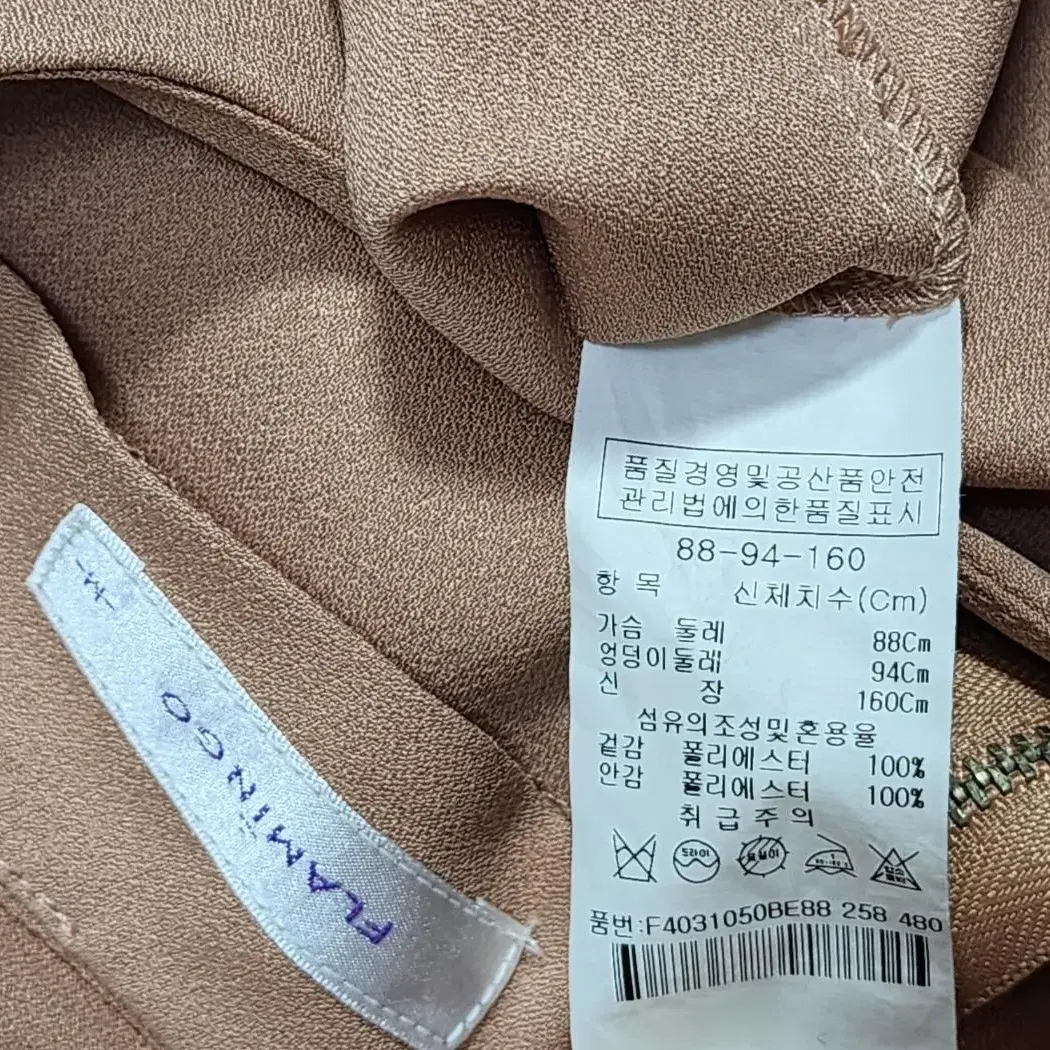 품질경영및공산품안전
관리법에의한품질표시
88-94-160
항 목 신체치수(Cm)
가슴 둘레 88Cm
엉덩이둘레 94Cm
신 장 160Cm
섬유의조성및혼용율
겉감 폴리에스터 100%
안감 폴리에스터 100%
취급주의
드라이
품번:F4031050BE88 258 480
FLAMiNGO